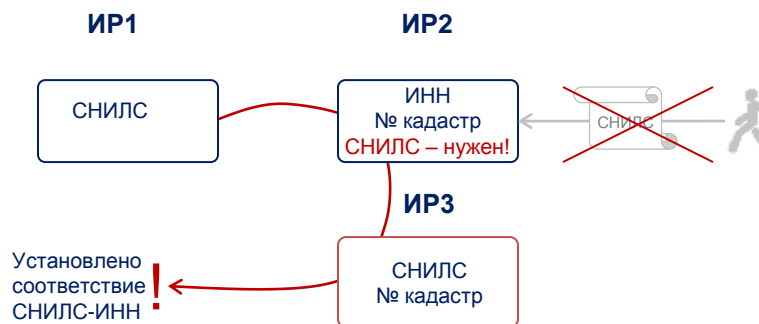 ИР1
ИР2
СНИЛС
ИНН
№ кадастр
СНИЛС – нужен!
СНИЛС
ИР3
СНИЛС
№ кадастр
Установлено
соответствие
СНИЛС-ИНН
!